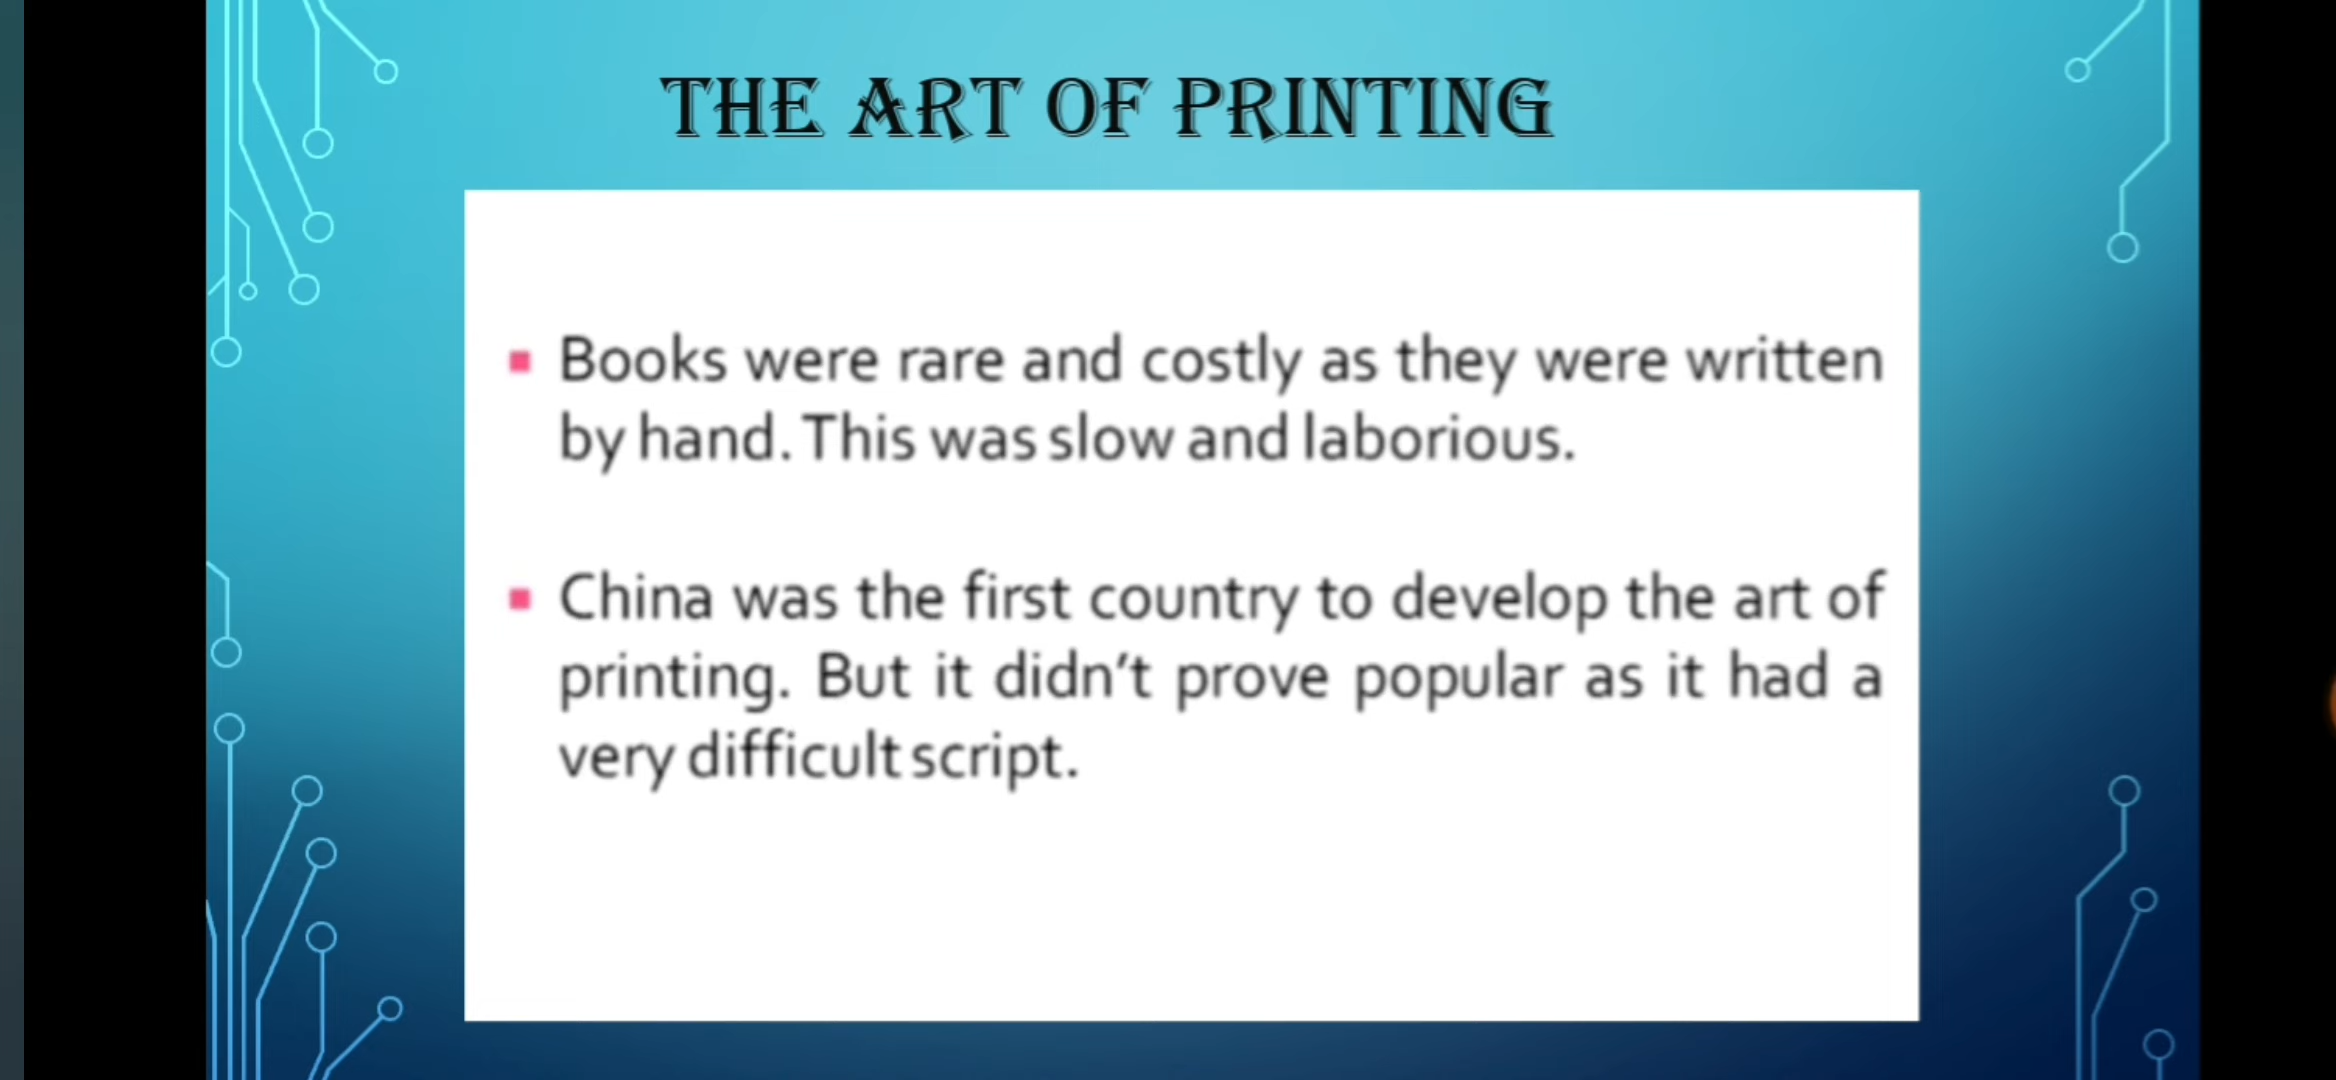 THE ART OF PRINTING
Books were rare and costly as they were written
by hand. This was slow and laborious.
China was the first country to develop the art of
printing. But it didn’t prove popular as it had a
very difficult script.